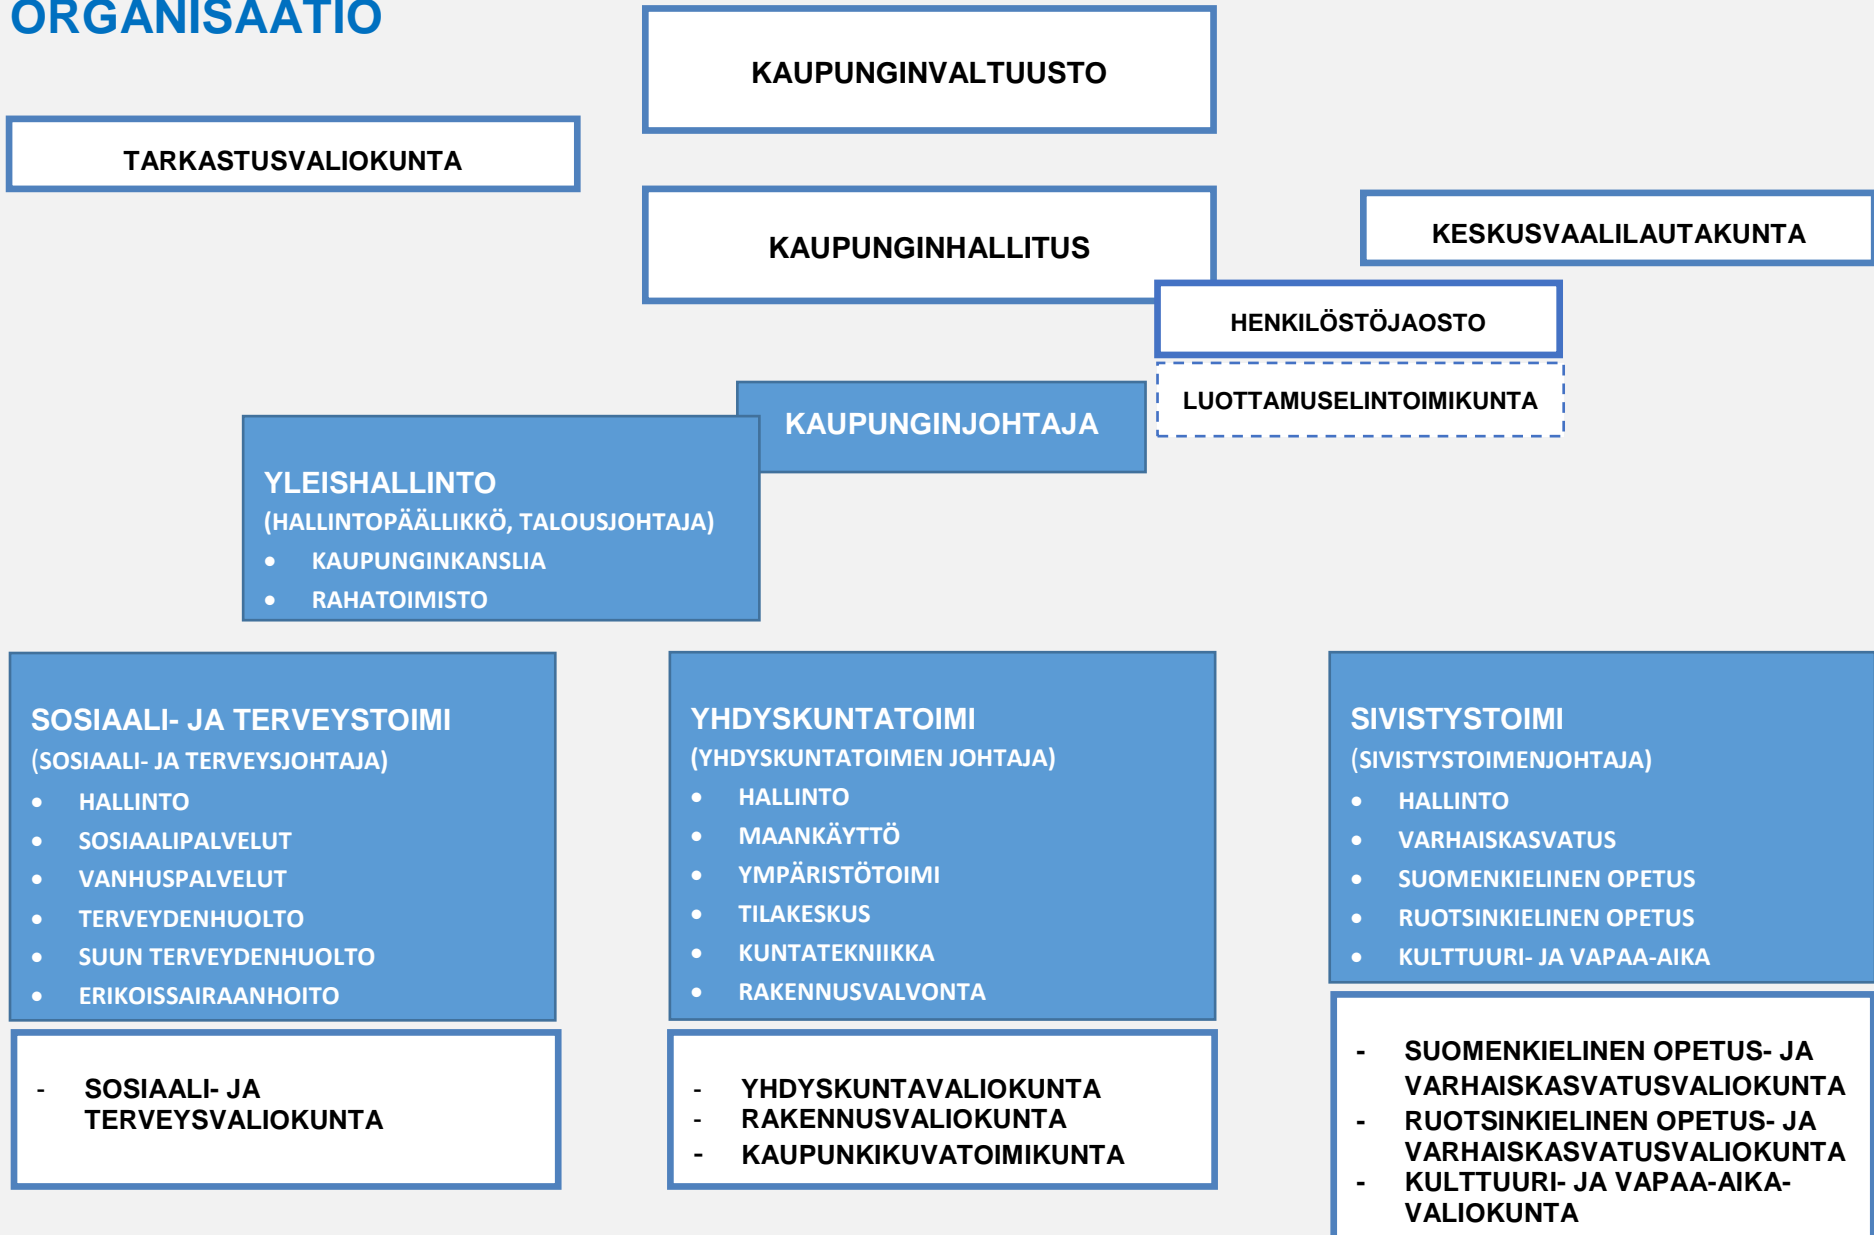 ORGANISAATIO
KAUPUNGINVALTUUSTO
TARKASTUSVALIOKUNTA
KAUPUNGINHALLITUS
KESKUSVAALILAUTAKUNTA
HENKILÖSTÖJAOSTO
LUOTTAMUSELINTOIMIKUNTA
KAUPUNGINJOHTAJA
YLEISHALLINTO
(HALLINTOPÄÄLLIKKÖ, TALOUSJOHTAJA)
• KAUPUNGINKANSLIA
• RAHATOIMISTO
SOSIAALI- JA TERVEYSTOIMI
(SOSIAALI- JA TERVEYSJOHTAJA)
• HALLINTO
• SOSIAALIPALVELUT
• VANHUSPALVELUT
• TERVEYDENHUOLTO
• SUUN TERVEYDENHUOLTO
• ERIKOISSAIRAANHOITO
- SOSIAALI- JA
TERVEYSVALIOKUNTA
YHDYSKUNTATOIMI
(YHDYSKUNTATOIMEN JOHTAJA)
• HALLINTO
• MAANKÄYTTÖ
• YMPÄRISTÖTOIMI
• TILAKESKUS
• KUNTATEKNIIKKA
• RAKENNUSVALVONTA
- YHDYSKUNTAVALIOKUNTA
- RAKENNUSVALIOKUNTA
- KAUPUNKIKUVATOIMIKUNTA
SIVISTYSTOIMI
(SIVISTYSTOIMENJOHTAJA)
• HALLINTO
• VARHAISKASVATUS
• SUOMENKIELINEN OPETUS
• RUOTSINKIELINEN OPETUS
• KULTTUURI- JA VAPAA-AIKA
- SUOMENKIELINEN OPETUS- JA
VARHAISKASVATUSVALIOKUNTA
- RUOTSINKIELINEN OPETUS- JA
VARHAISKASVATUSVALIOKUNTA
- KULTTUURI- JA VAPAA-AIKA-
VALIOKUNTA